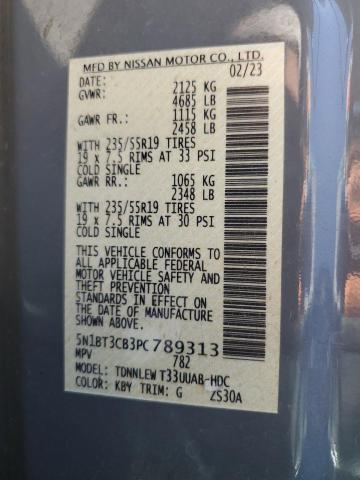 MFD BY NISSAN MOTOR CO., LTD.
DATE: 02/23
GVWR: 2125 KG
4685 LB
GAWR FR.: 1115 KG
2458 LB
WITH 235/55R19 TIRES
19 x 7.5 RIMS AT 33 PSI
COLD SINGLE
GAWR RR.: 1065 KG
2348 LB
WITH 235/55R19 TIRES
19 x 7.5 RIMS AT 30 PSI
COLD SINGLE
THIS VEHICLE CONFORMS TO
ALL APPLICABLE FEDERAL
MOTOR VEHICLE SAFETY AND
THEFT PREVENTION
STANDARDS IN EFFECT ON THE
DATE OF MANUFACTURE
SHOWN ABOVE.
5N1BT3CB3PC789313
MPV 782
MODEL: TDNNLEW T33UUAB-HDC
COLOR: KBY TRIM: G ZS30A